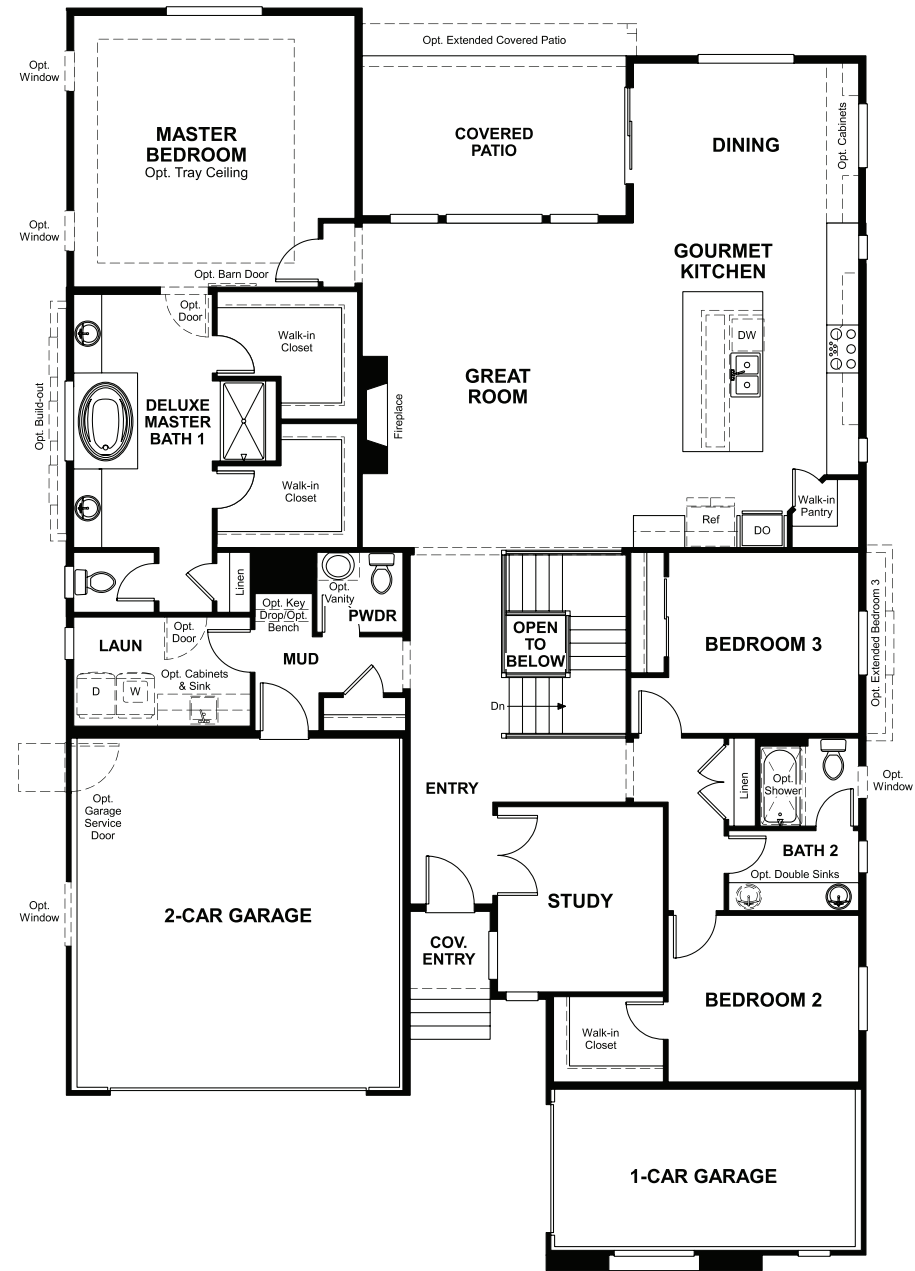 Opt. Extended Covered Patio
Opt.
Window
MASTER
BEDROOM
Opt. Tray Ceiling
COVERED
PATIO
DINING
Opt. Cabinets
Opt.
Window
Opt. Barn Door
GOURMET
KITCHEN
Opt.
Door
Walk-in
Closet
DW
Opt. Build-out
DELUXE
MASTER
BATH 1
GREAT
ROOM
Fireplace
Walk-in
Closet
Walk-in
Pantry
Ref
DO
Linen
Opt. Key
Drop/Opt.
Bench
Opt.
Vanity
PWDR
OPEN
TO
BELOW
BEDROOM 3
Opt. Extended Bedroom 3
LAUN
Opt.
Door
MUD
Opt. Cabinets
& Sink
D
W
Dn
Opt.
Garage
Service
Door
ENTRY
Linen
Opt.
Shower
Opt.
Window
BATH 2
Opt. Double Sinks
Opt.
Window
2-CAR GARAGE
STUDY
COV.
ENTRY
BEDROOM 2
Walk-in
Closet
1-CAR GARAGE